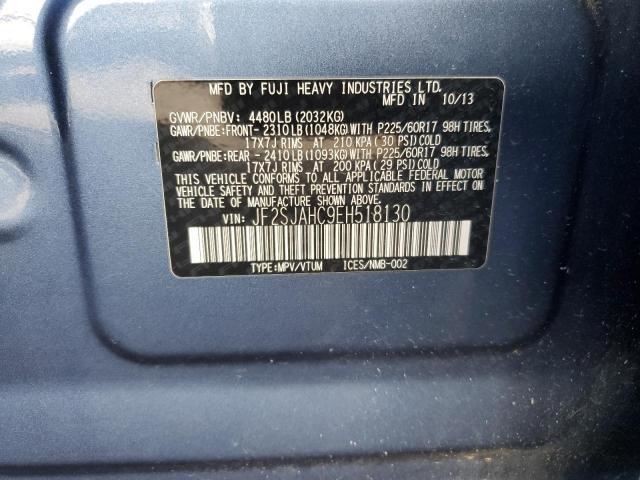 MFD BY FUJI HEAVY INDUSTRIES LTD.
MFD IN 10/13
GVWR/PNBV: 4480LB(2032KG)
GAWR/PNBE:FRONT- 2310LB(1048KG)WITH P225/60R17 98H TIRES,
17X7J RIMS AT 210 KPA(30 PSI)COLD
GAWR/PNBE:REAR - 2410LB(1093KG)WITH P225/60R17 98H TIRES,
17X7J RIMS AT 200 KPA(29 PSI)COLD
THIS VEHICLE CONFORMS TO ALL APPLICABLE FEDERAL MOTOR
VEHICLE SAFETY AND THEFT PREVENTION STANDARDS IN EFFECT
ON THE DATE OF MANUFACTURE SHOWN ABOVE.
VIN: JF2SJAHC9EH518130
TYPE:MPV/VTUM ICES/NMB-002